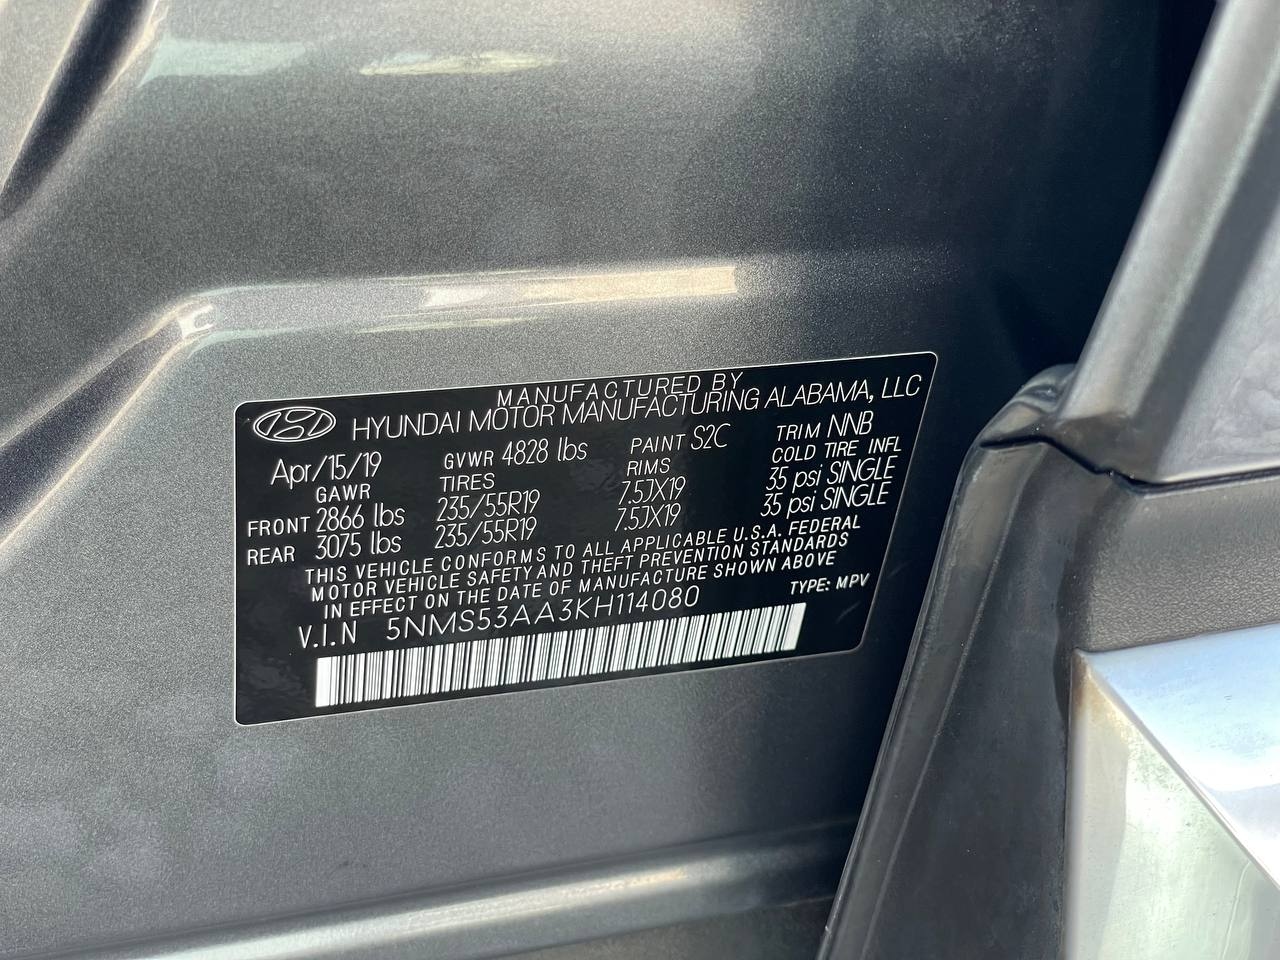 MANUFACTURED BY
HYUNDAI MOTOR MANUFACTURING ALABAMA, LLC
Apr/15/19 GVWR 4828 lbs PAINT S2C TRIM NNB
GAWR TIRES RIMS COLD TIRE INFL
FRONT 2866 lbs 235/55R19 7.5JX19 35 psi SINGLE
REAR 3075 lbs 235/55R19 7.5JX19 35 psi SINGLE
THIS VEHICLE CONFORMS TO ALL APPLICABLE U.S.A. FEDERAL
MOTOR VEHICLE SAFETY AND THEFT PREVENTION STANDARDS
IN EFFECT ON THE DATE OF MANUFACTURE SHOWN ABOVE
V.I.N 5NMS53AA3KH114080 TYPE: MPV